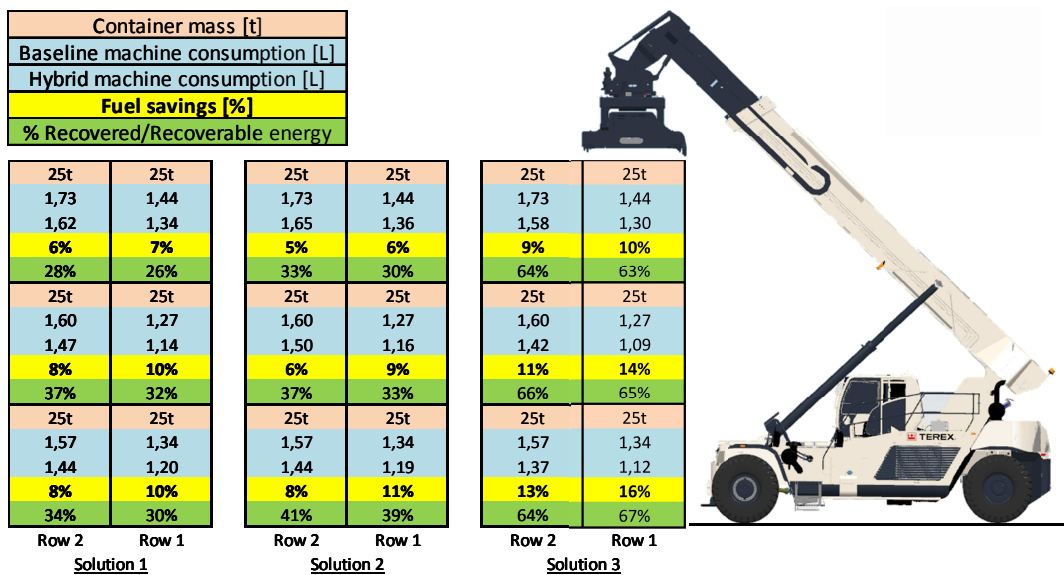 Container mass [t]
Baseline machine consumption [L]
Hybrid machine consumption [L]
Fuel savings [%]
% Recovered/Recoverable energy
25t 25t 25t 25t 25t 25t
1,73 1,44 1,73 1,44 1,73 1,44
1,62 1,34 1,65 1,36 1,58 1,30
6% 7% 5% 6% 9% 10%
28% 26% 33% 30% 64% 63%
25t 25t 25t 25t 25t 25t
1,60 1,27 1,60 1,27 1,60 1,27
1,47 1,14 1,50 1,16 1,42 1,09
8% 10% 6% 9% 11% 14%
37% 32% 37% 33% 66% 65%
25t 25t 25t 25t 25t 25t
1,57 1,34 1,57 1,34 1,57 1,34
1,44 1,20 1,44 1,19 1,37 1,12
8% 10% 8% 11% 13% 16%
34% 30% 41% 39% 64% 67%
Row 2 Row 1 Row 2 Row 1 Row 2 Row 1
Solution 1 Solution 2 Solution 3
TEREX